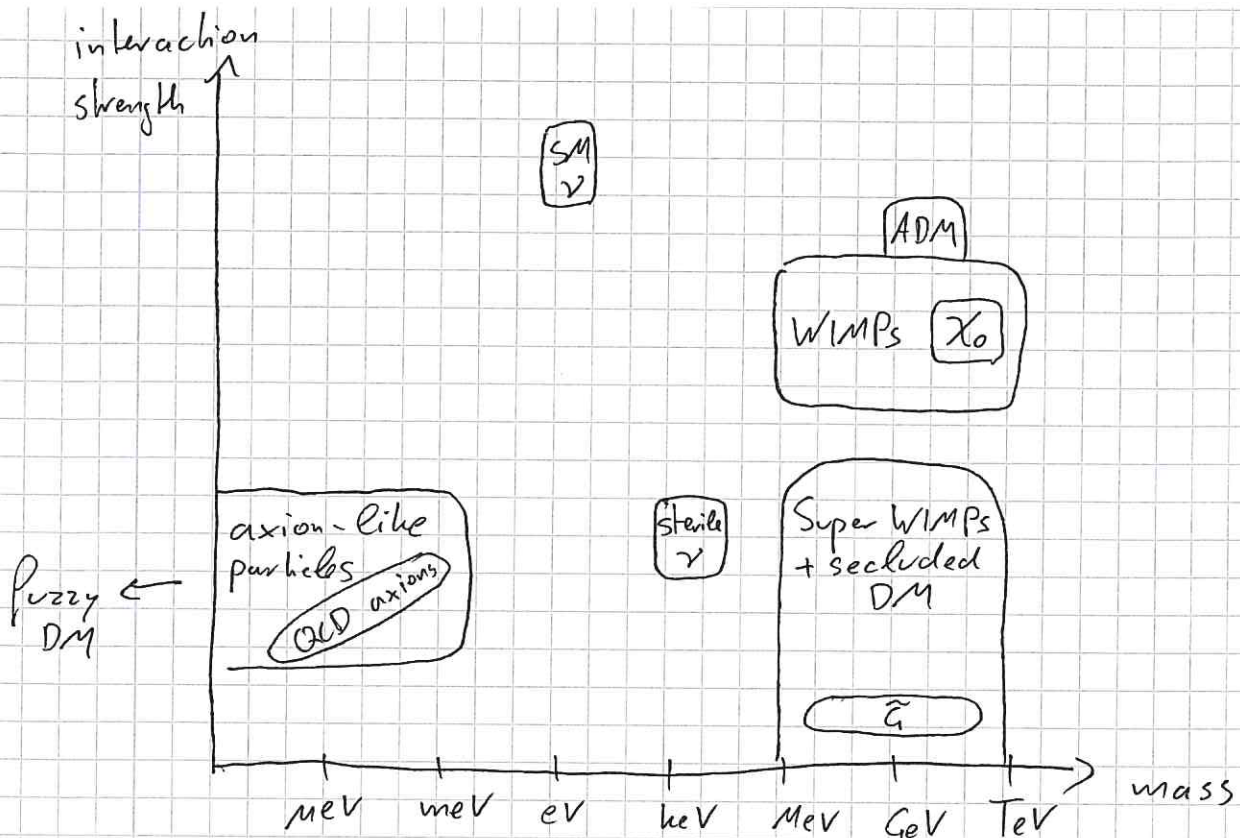 interaction
strength
SM
ν
ADM
WIMPs
χ₀
axion-like
particles
QCD axions
sterile
ν
Super WIMPs
+ secluded
DM
fuzzy
DM
G̃
μeV meV eV keV MeV GeV TeV
mass